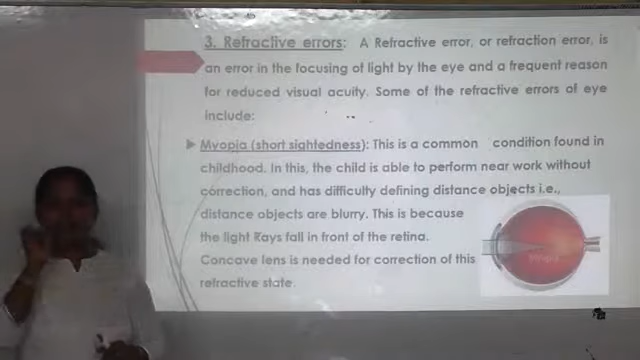 3. Refractive errors: A Refractive error, or refraction error, is
an error in the focusing of light by the eye and a frequent reason
for reduced visual acuity. Some of the refractive errors of eye
include:
Myopia (short sightedness): This is a common condition found in
childhood. In this, the child is able to perform near work without
correction, and has difficulty defining distance objects i.e.,
distance objects are blurry. This is because
the light Rays fall in front of the retina.
Concave lens is needed for correction of this
refractive state.
Myopia